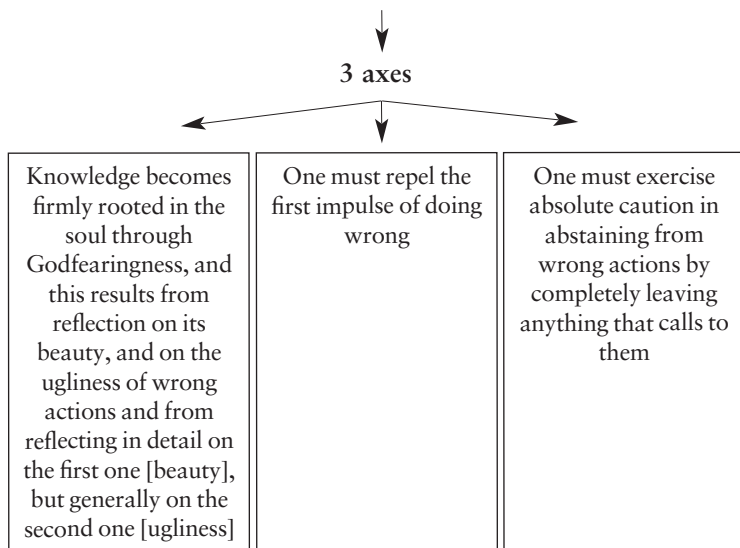 3 axes
Knowledge becomes
firmly rooted in the
soul through
Godfearingness, and
this results from
reflection on its
beauty, and on the
ugliness of wrong
actions and from
reflecting in detail on
the first one [beauty],
but generally on the
second one [ugliness]
One must repel the
first impulse of doing
wrong
One must exercise
absolute caution in
abstaining from
wrong actions by
completely leaving
anything that calls to
them